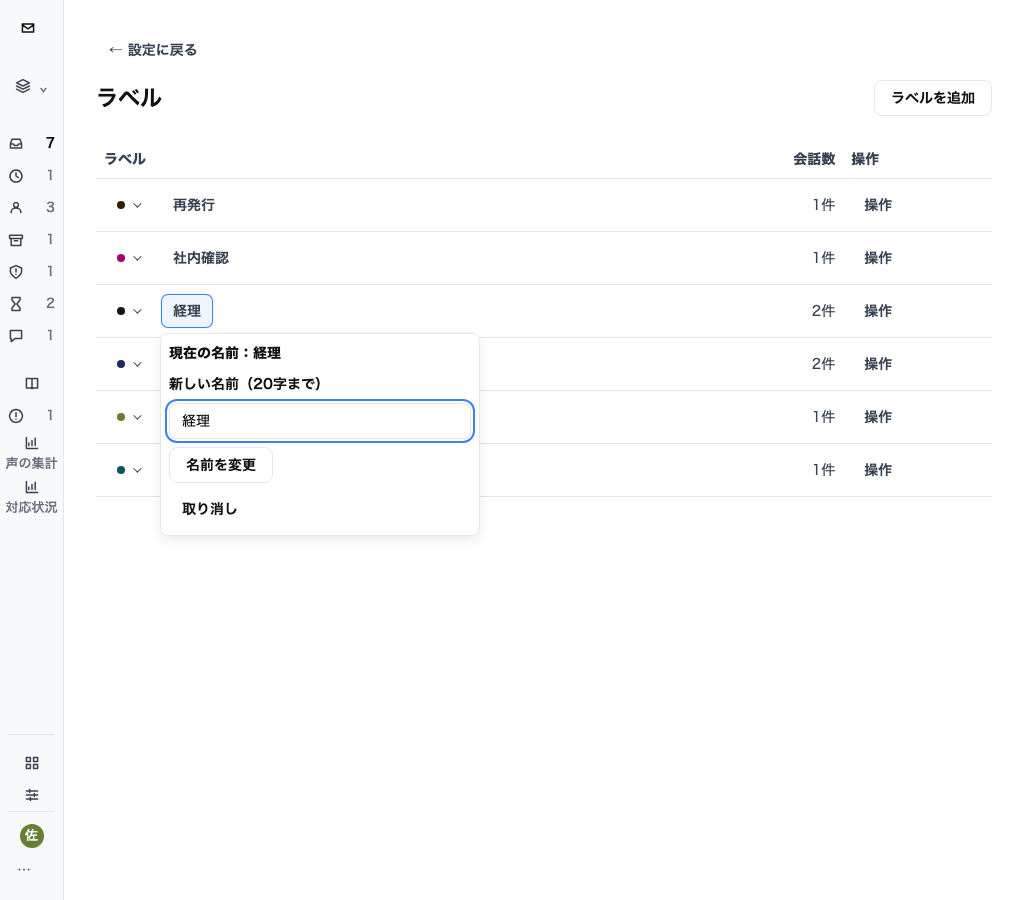 ← 設定に戻る
ラベル
ラベルを追加
7
1
3
1
1
2
1
1
声の集計
対応状況
佐
ラベル 会話数 操作
再発行 1件 操作
社内確認 1件 操作
経理 2件 操作
2件 操作
1件 操作
1件 操作
現在の名前：経理
新しい名前（20字まで）
経理
名前を変更
取り消し